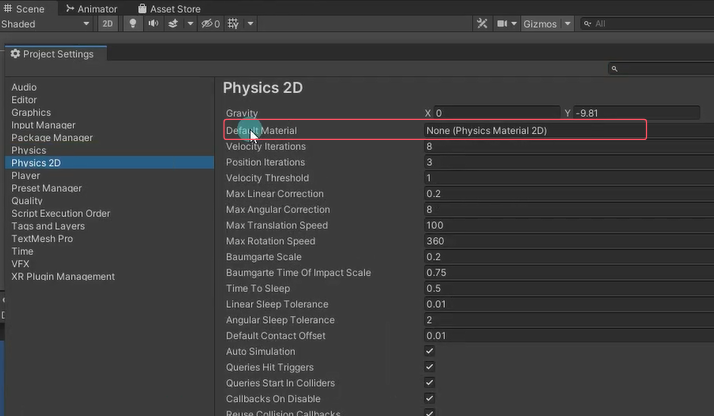 Scene Animator Asset Store
Shaded 2D 0 Gizmos All
Project Settings
Physics 2D
Audio
Editor
Graphics
Input Manager
Package Manager
Physics
Physics 2D
Player
Preset Manager
Quality
Script Execution Order
Tags and Layers
TextMesh Pro
Time
VFX
XR Plugin Management
Gravity X 0 Y -9.81
Default Material None (Physics Material 2D)
Velocity Iterations 8
Position Iterations 3
Velocity Threshold 1
Max Linear Correction 0.2
Max Angular Correction 8
Max Translation Speed 100
Max Rotation Speed 360
Baumgarte Scale 0.2
Baumgarte Time Of Impact Scale 0.75
Time To Sleep 0.5
Linear Sleep Tolerance 0.01
Angular Sleep Tolerance 2
Default Contact Offset 0.01
Auto Simulation
Queries Hit Triggers
Queries Start In Colliders
Callbacks On Disable
Reuse Collision Callbacks